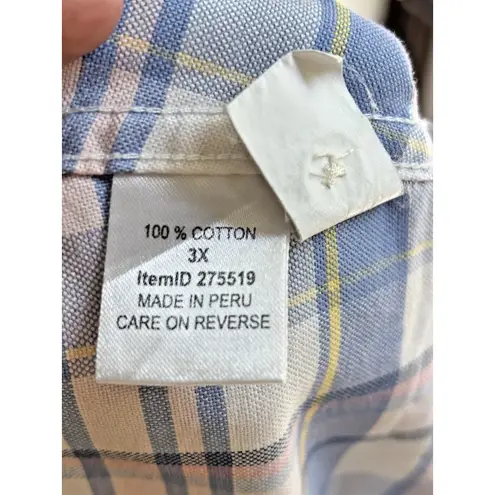 100 % COTTON
3X
ItemID 275519
MADE IN PERU
CARE ON REVERSE